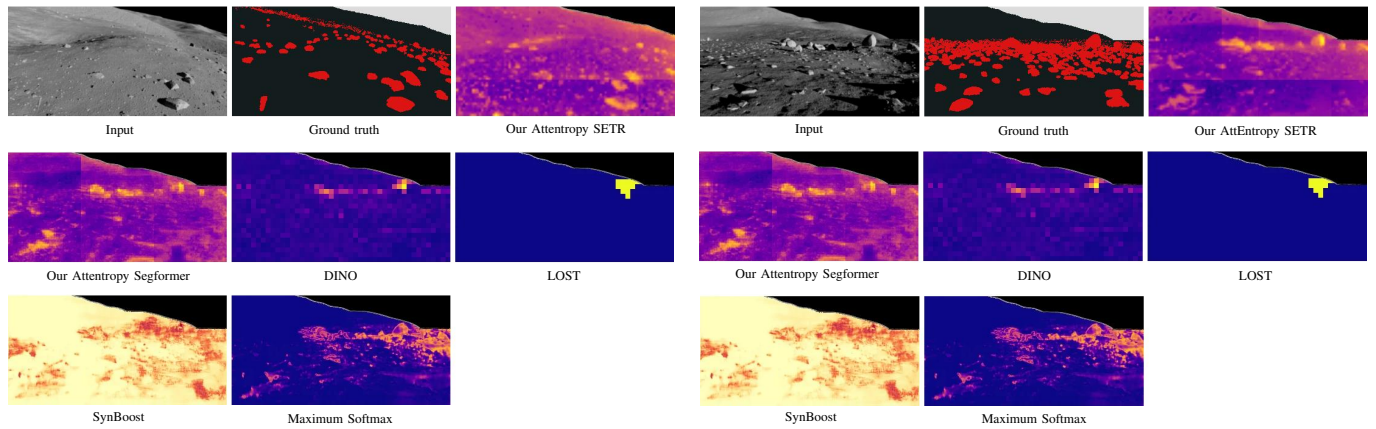 Input Ground truth Our Attentropy SETR
Input Ground truth Our AttEntropy SETR
Our Attentropy Segformer DINO LOST
Our Attentropy Segformer DINO LOST
SynBoost Maximum Softmax
SynBoost Maximum Softmax